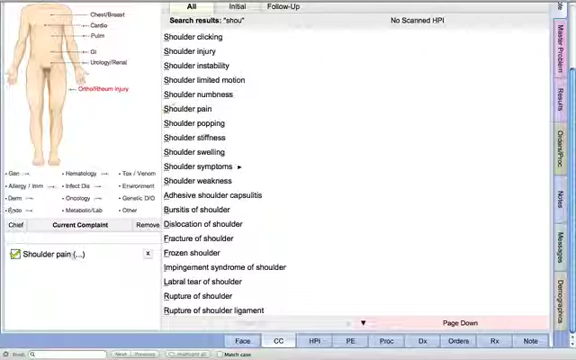 All Initial Follow-Up
Search results: "shou" No Scanned HPI
Chest/Breast
Cardio
Pulm
GI
Urology/Renal
Ortho/Rheum Injury
Shoulder clicking
Shoulder injury
Shoulder instability
Shoulder limited motion
Shoulder numbness
Shoulder pain
Shoulder popping
Shoulder stiffness
Shoulder swelling
Shoulder symptoms
Shoulder weakness
Adhesive shoulder capsulitis
Bursitis of shoulder
Dislocation of shoulder
Fracture of shoulder
Frozen shoulder
Impingement syndrome of shoulder
Labral tear of shoulder
Rupture of shoulder
Rupture of shoulder ligament
Gen Hematology Tox / Venom
Allergy / Imm Infect Dis Environment
Derm Oncology Genetic D/O
Endo Metabolic/Lab Other
Chief Current Complaint Remove
Shoulder pain (...) x
Page Down
Face CC HPI PE Proc Dx Orders Rx Note
Master Problem
Results
Orders/Proc
Notes
Messages
Demographics
Next Previous Highlight all Match case